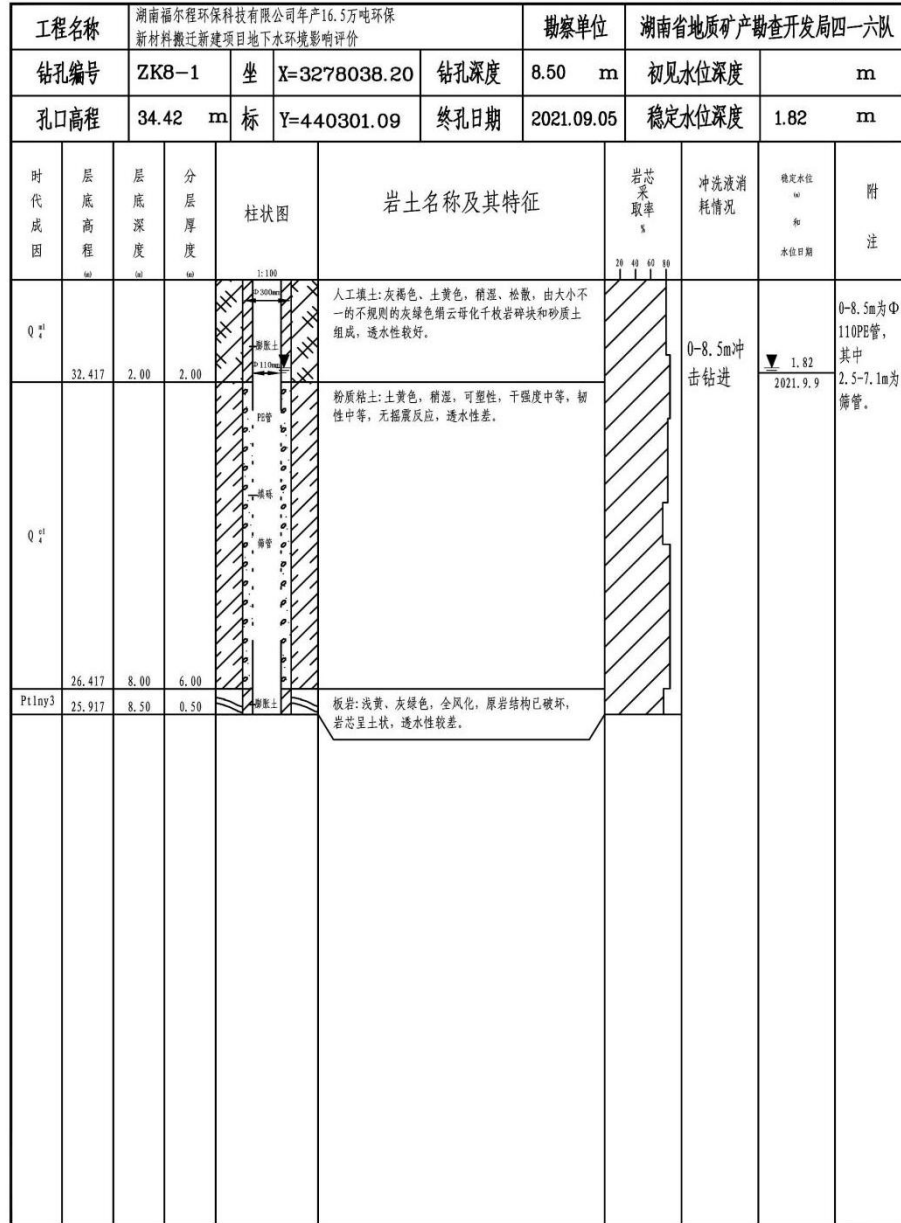 工程名称
湖南福尔程环保科技有限公司年产16.5万吨环保
新材料搬迁新建项目地下水环境影响评价
勘察单位
湖南省地质矿产勘查开发局四一六队
钻孔编号
ZK8-1
坐
X=3278038.20
钻孔深度
8.50 m
初见水位深度
m
孔口高程
34.42 m
标
Y=440301.09
终孔日期
2021.09.05
稳定水位深度
1.82 m
时代成因
层底高程
(m)
层底深度
(m)
分层厚度
(m)
柱状图
1:100
岩土名称及其特征
岩芯
采
取率
%
20 40 60 80
冲洗液消
耗情况
稳定水位
(m)
和
水位日期
附
注
Q4ml
32.417
2.00
2.00
Φ300mm
膨胀土
Φ110mm
人工填土:灰褐色、土黄色，稍湿、松散，由大小不
一的不规则的灰绿色绢云母化千枚岩碎块和砂质土
组成，透水性较好。
0-8.5m冲
击钻进
1.82
2021.9.9
0-8.5m为Φ
110PE管，
其中
2.5-7.1m为
筛管。
Q4el
26.417
8.00
6.00
PE管
填砾
筛管
粉质粘土:土黄色，稍湿，可塑性，干强度中等，韧
性中等，无摇震反应，透水性差。
Ptlny3
25.917
8.50
0.50
膨胀土
板岩:浅黄、灰绿色，全风化，原岩结构已破坏，
岩芯呈土状，透水性较差。